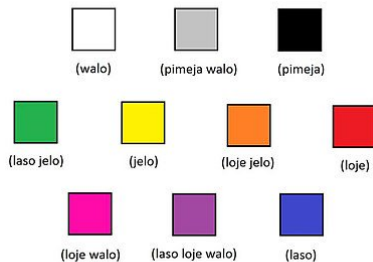 (walo) (pimeja walo) (pimeja)
(laso jelo) (jelo) (loje jelo) (loje)
(loje walo) (laso loje walo) (laso)